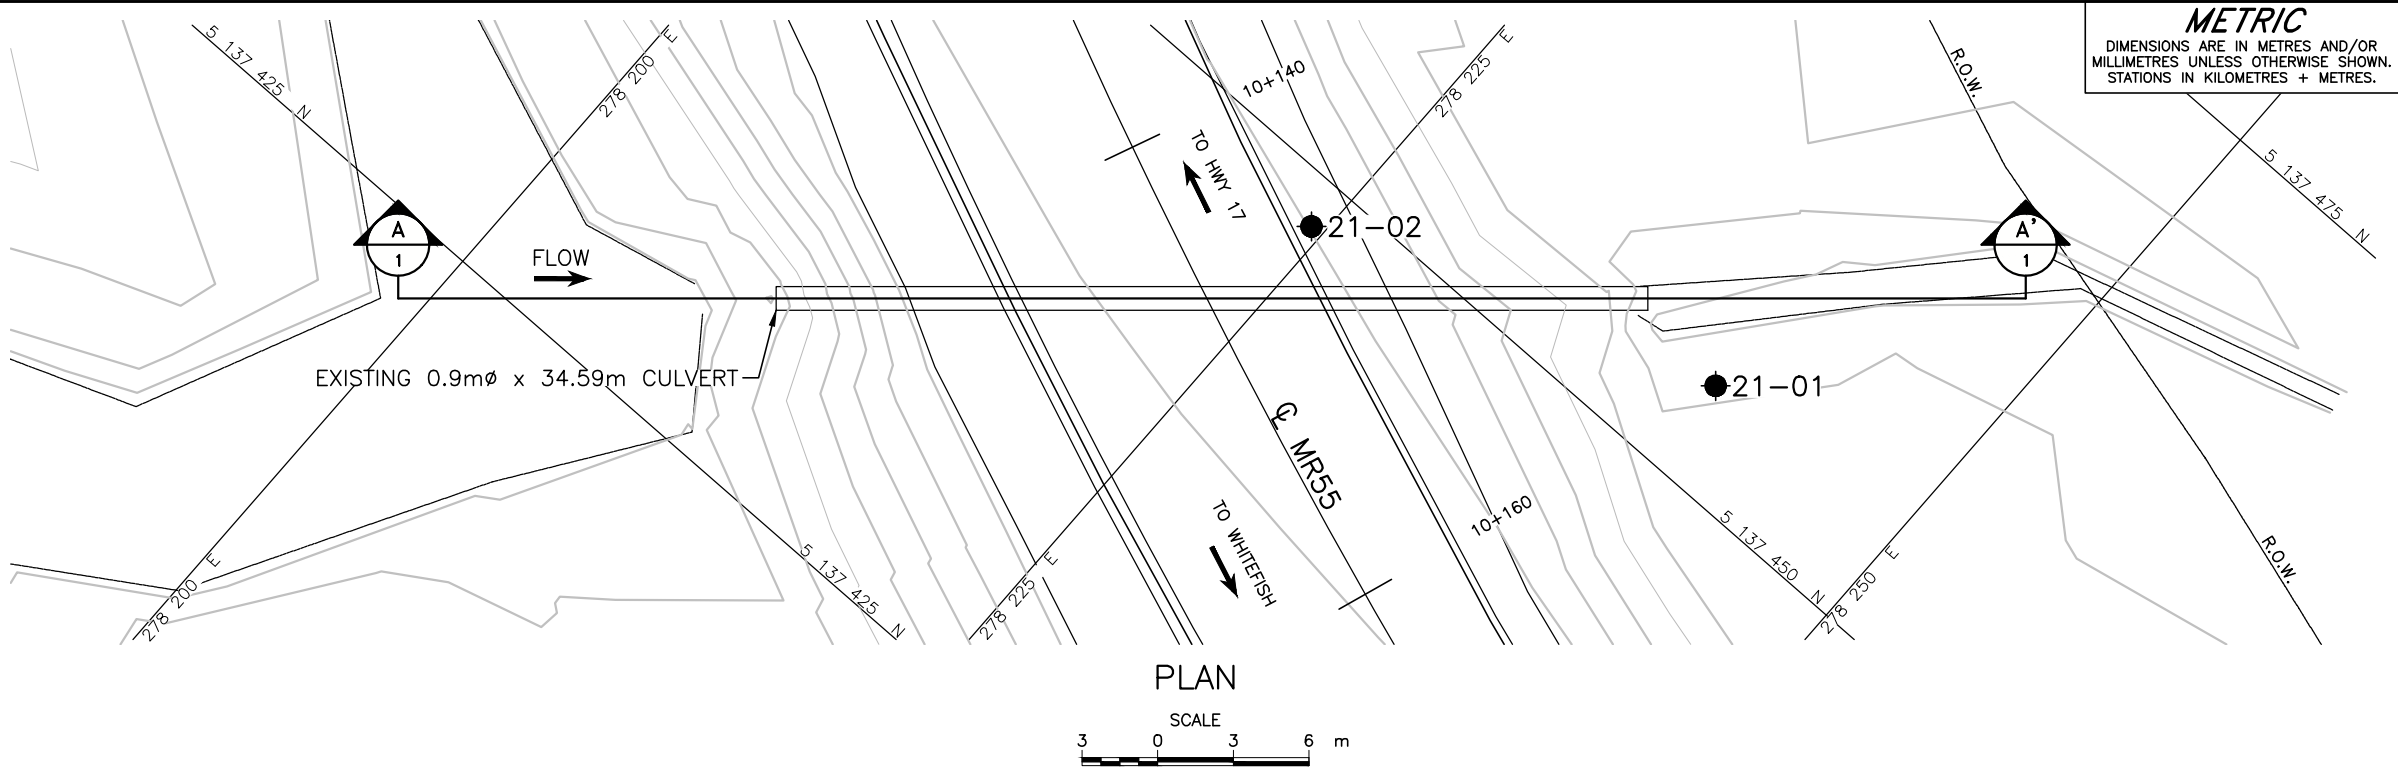 METRIC
DIMENSIONS ARE IN METRES AND/OR
MILLIMETRES UNLESS OTHERWISE SHOWN.
STATIONS IN KILOMETRES + METRES.
5 137 425 N
278 200 E
10+140
278 225 E
R.O.W.
5 137 475 N
TO HWY 17
A
1
FLOW
21-02
A'
1
EXISTING 0.9mø x 34.59m CULVERT
21-01
℄ MR55
TO WHITEFISH
10+160
278 200 E
5 137 425 N
278 225 E
5 137 450 N
278 250 E
R.O.W.
PLAN
SCALE
3 0 3 6 m